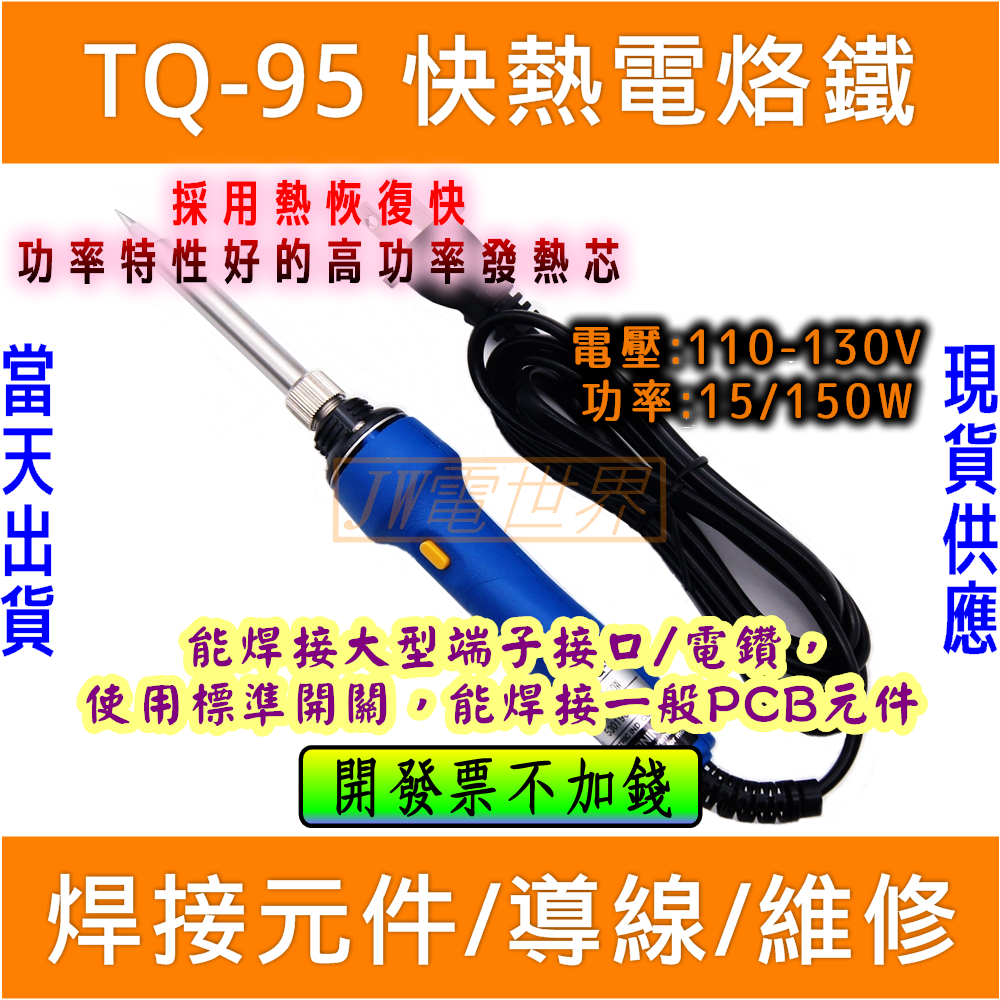 TQ-95 快熱電烙鐵
採用熱恢復快
功率特性好的高功率發熱芯
電壓:110-130V
功率:15/150W
當天出貨
現貨供應
JW電世界
能焊接大型端子接口/電鑽，
使用標準開關，能焊接一般PCB元件
開發票不加錢
焊接元件/導線/維修